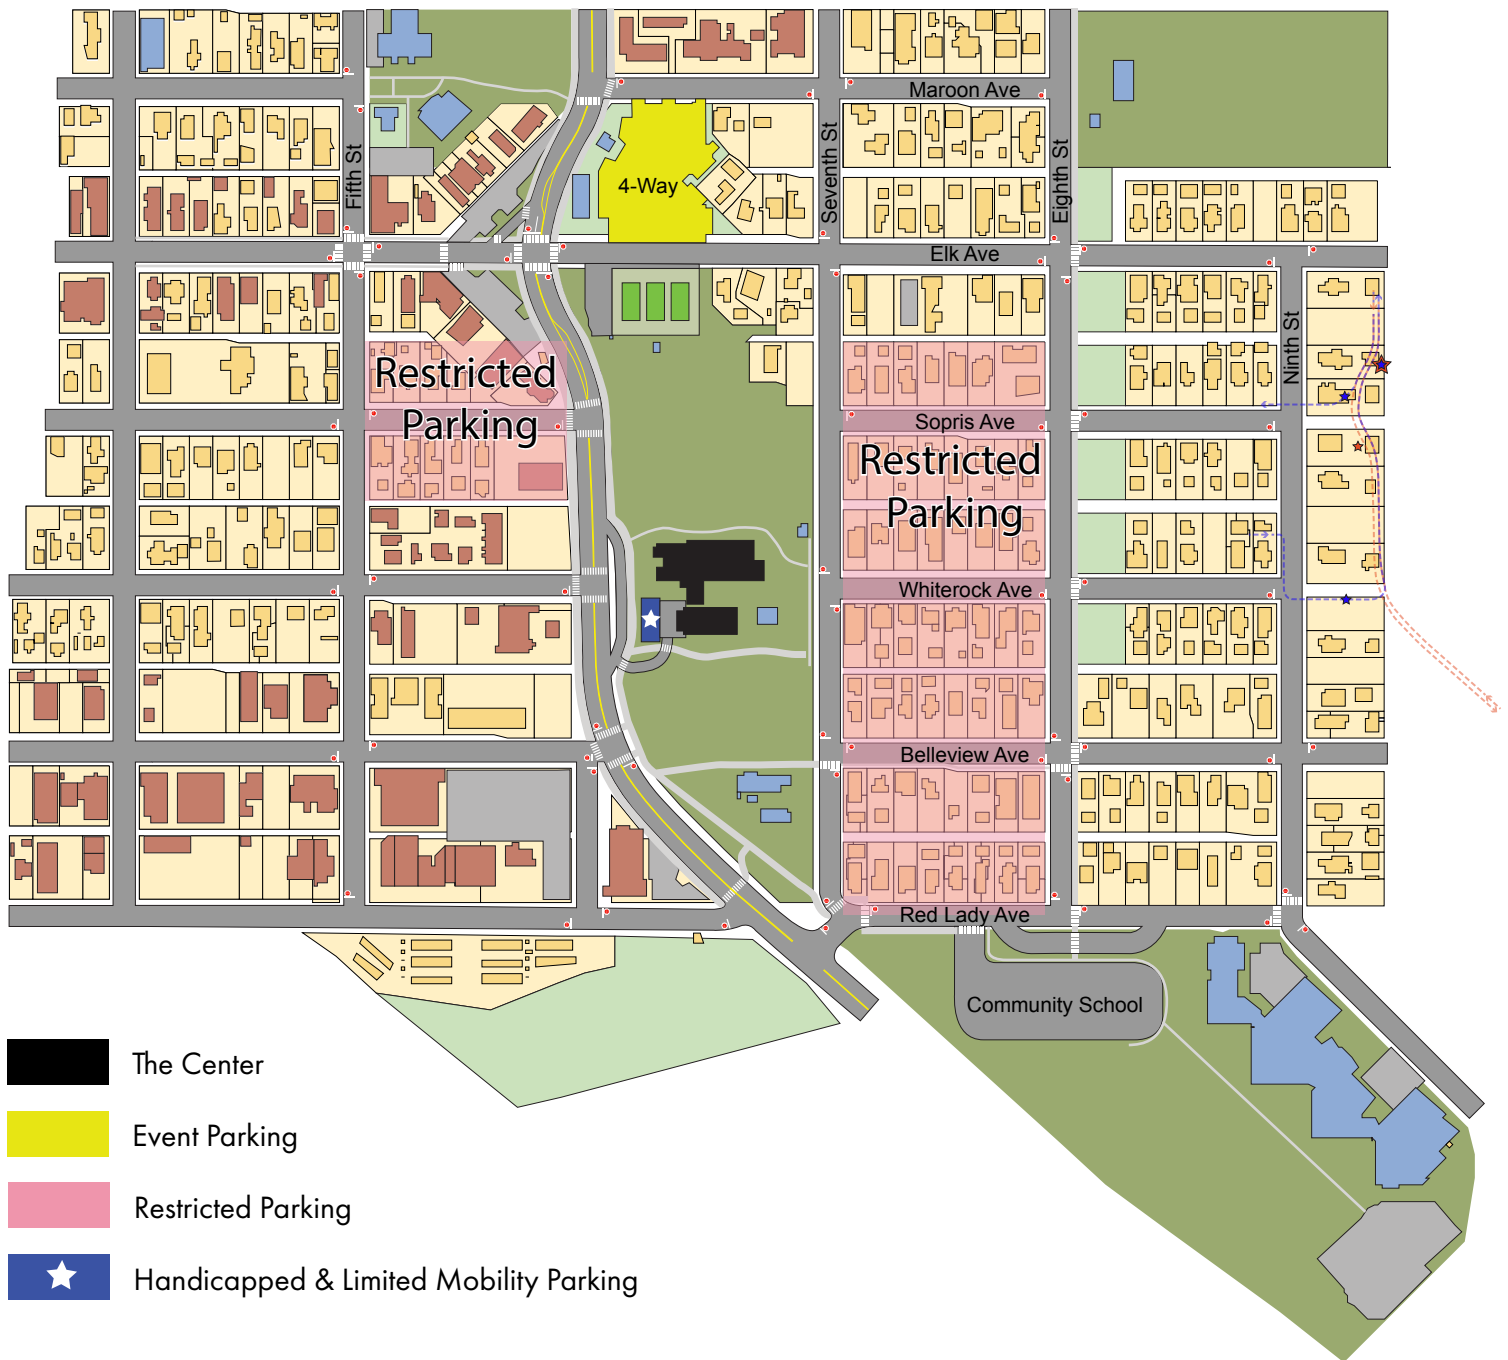 Maroon Ave
Fifth St
4-Way
Seventh St
Eighth St
Elk Ave
Ninth St
Restricted
Parking
Sopris Ave
Restricted
Parking
Whiterock Ave
Belleview Ave
Red Lady Ave
Community School
The Center
Event Parking
Restricted Parking
Handicapped & Limited Mobility Parking